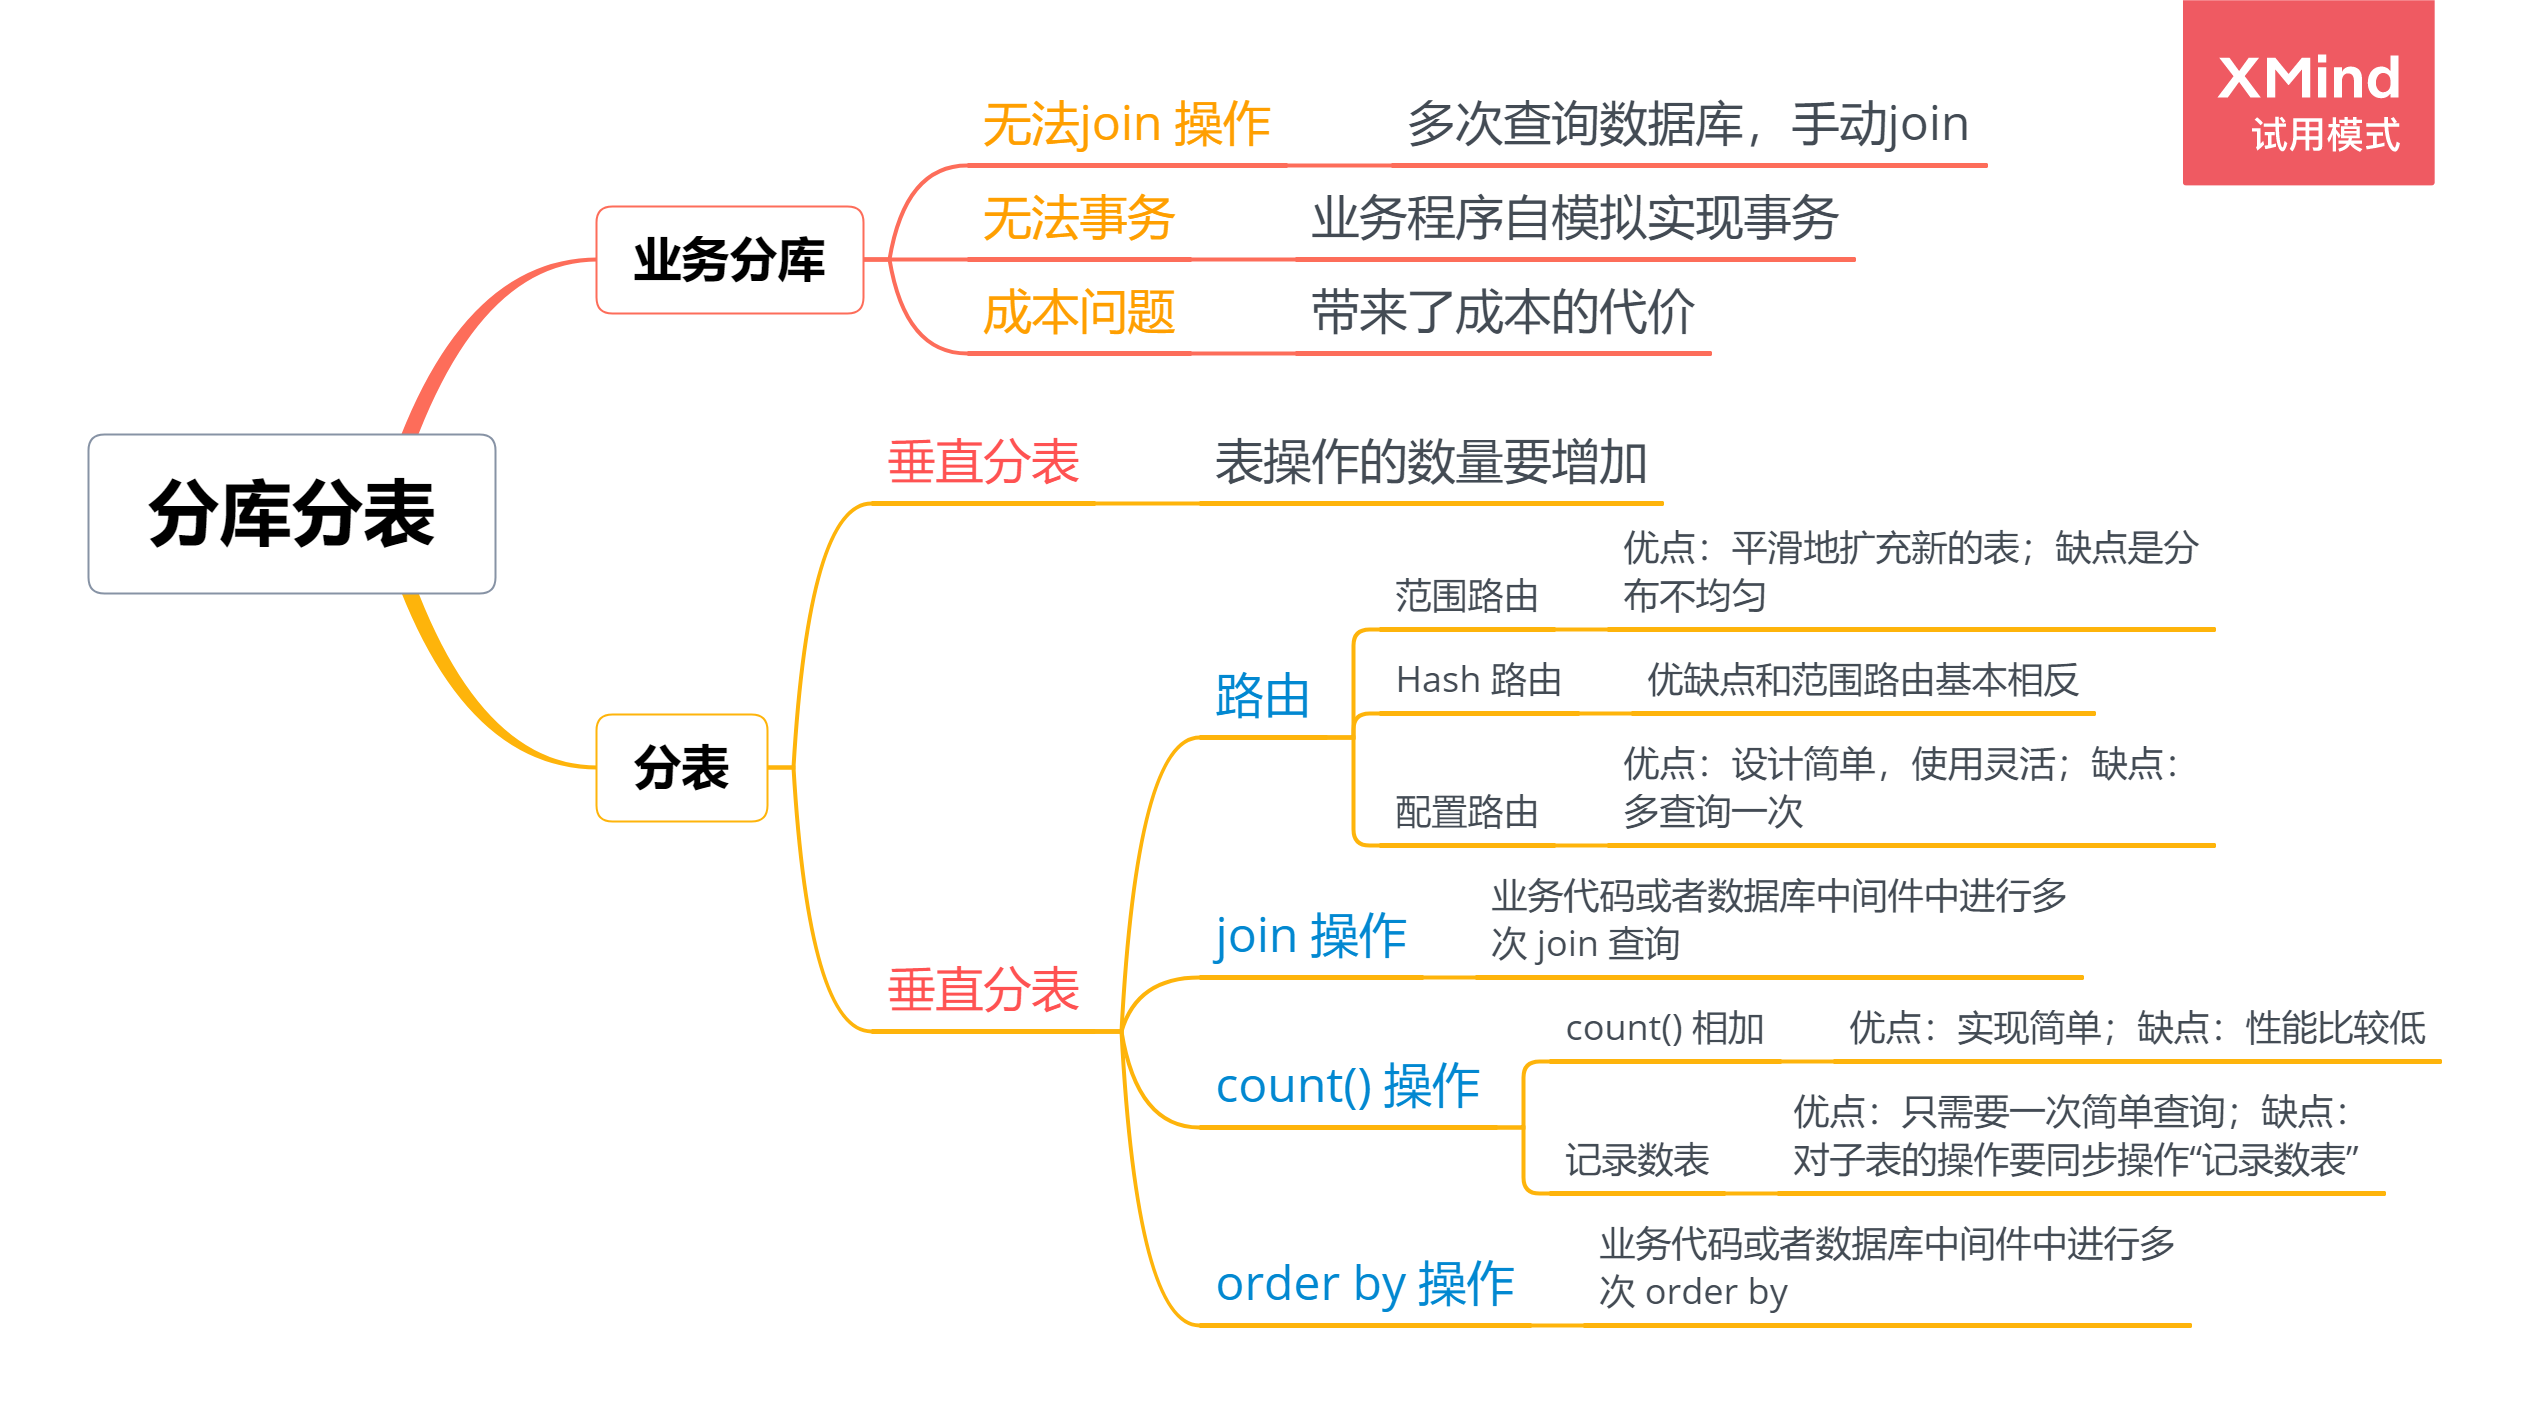 XMind
试用模式
分库分表
业务分库
无法join 操作
多次查询数据库，手动join
无法事务
业务程序自模拟实现事务
成本问题
带来了成本的代价
分表
垂直分表
表操作的数量要增加
垂直分表
路由
范围路由
优点：平滑地扩充新的表；缺点是分
布不均匀
Hash 路由
优缺点和范围路由基本相反
配置路由
优点：设计简单，使用灵活；缺点：
多查询一次
join 操作
业务代码或者数据库中间件中进行多
次 join 查询
count() 操作
count() 相加
优点：实现简单；缺点：性能比较低
记录数表
优点：只需要一次简单查询；缺点：
对子表的操作要同步操作“记录数表”
order by 操作
业务代码或者数据库中间件中进行多
次 order by